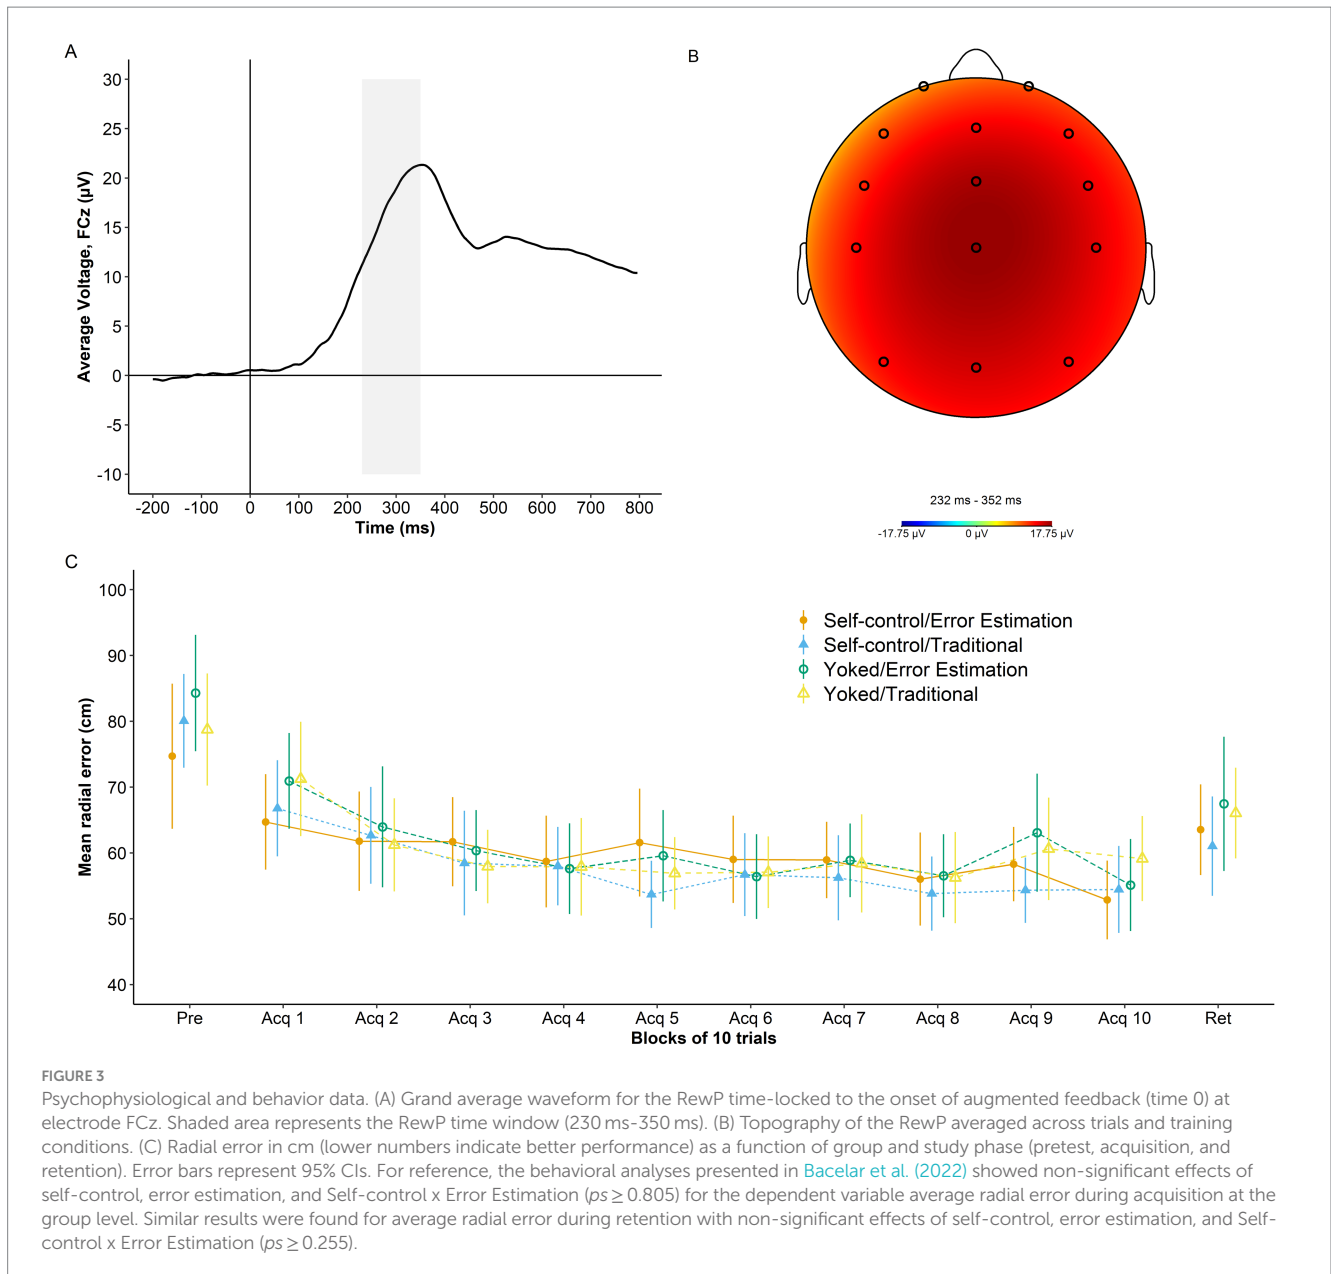 A
B
30
25
20
15
10
5
0
-5
-10
Average Voltage, FCz (μV)
-200 -100 0 100 200 300 400 500 600 700 800
Time (ms)
232 ms - 352 ms
-17.75 μV 0 μV 17.75 μV
C
100
90
80
70
60
50
40
Mean radial error (cm)
Self-control/Error Estimation
Self-control/Traditional
Yoked/Error Estimation
Yoked/Traditional
Pre Acq 1 Acq 2 Acq 3 Acq 4 Acq 5 Acq 6 Acq 7 Acq 8 Acq 9 Acq 10 Ret
Blocks of 10 trials
FIGURE 3
Psychophysiological and behavior data. (A) Grand average waveform for the RewP time-locked to the onset of augmented feedback (time 0) at
electrode FCz. Shaded area represents the RewP time window (230 ms-350 ms). (B) Topography of the RewP averaged across trials and training
conditions. (C) Radial error in cm (lower numbers indicate better performance) as a function of group and study phase (pretest, acquisition, and
retention). Error bars represent 95% CIs. For reference, the behavioral analyses presented in Bacelar et al. (2022) showed non-significant effects of
self-control, error estimation, and Self-control x Error Estimation (ps ≥ 0.805) for the dependent variable average radial error during acquisition at the
group level. Similar results were found for average radial error during retention with non-significant effects of self-control, error estimation, and Self-
control x Error Estimation (ps ≥ 0.255).